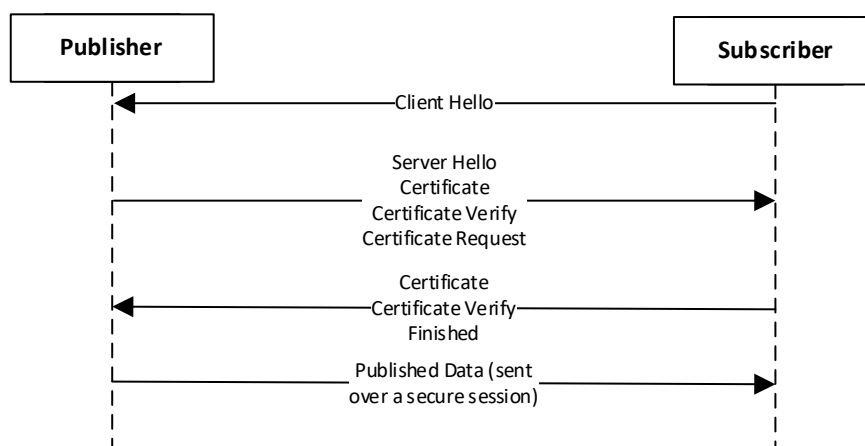 Publisher
Subscriber
Client Hello
Server Hello
Certificate
Certificate Verify
Certificate Request
Certificate
Certificate Verify
Finished
Published Data (sent
over a secure session)